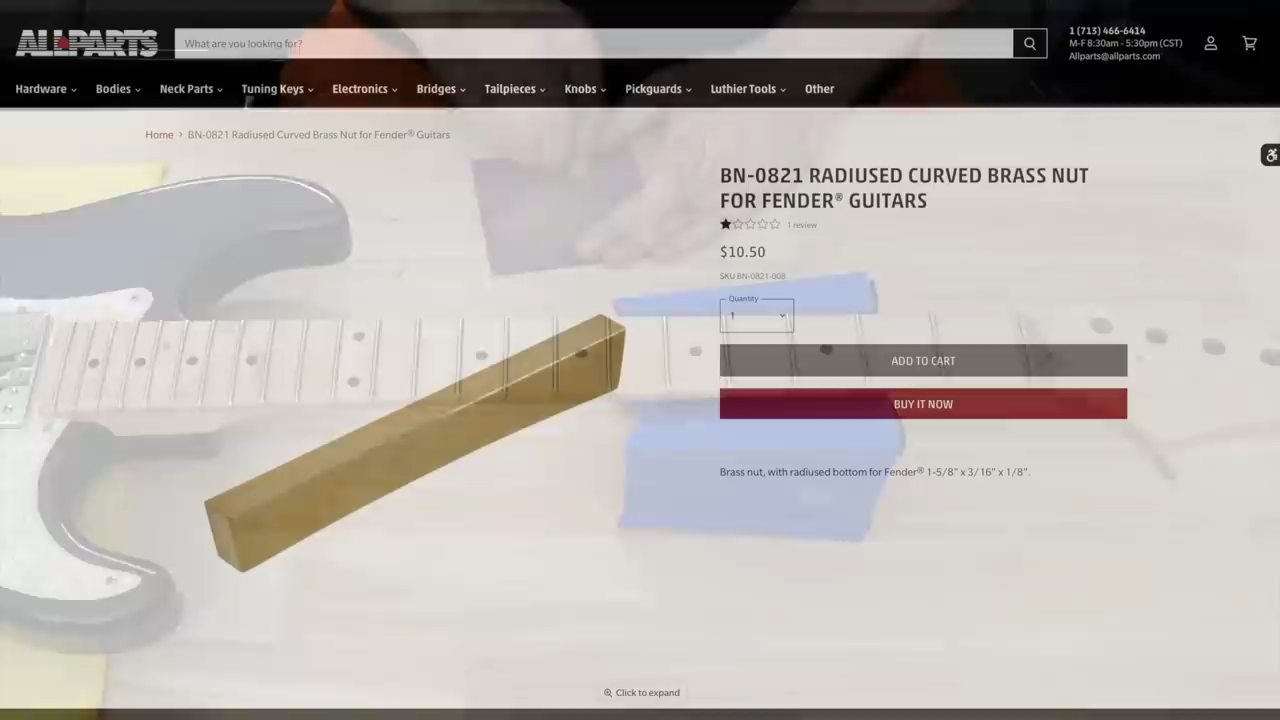 ALLPARTS
What are you looking for?
1 (713) 466-6414
M-F 8:30am - 5:30pm (CST)
Allparts@allparts.com
Hardware Bodies Neck Parts Tuning Keys Electronics Bridges Tailpieces Knobs Pickguards Luthier Tools Other
Home › BN-0821 Radiused Curved Brass Nut for Fender® Guitars
BN-0821 RADIUSED CURVED BRASS NUT
FOR FENDER® GUITARS
1 review
$10.50
SKU BN-0821-008
Quantity
1
ADD TO CART
BUY IT NOW
Brass nut, with radiused bottom for Fender® 1-5/8" x 3/16" x 1/8".
Click to expand